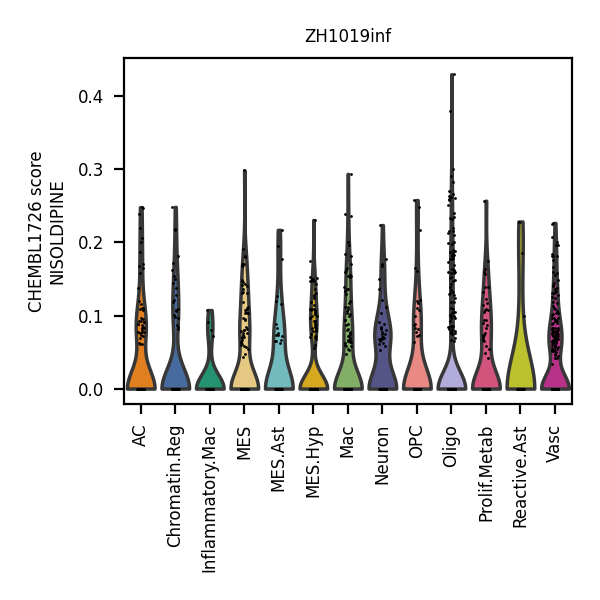 ZH1019inf
CHEMBL1726 score
NISOLDIPINE
0.4
0.3
0.2
0.1
0.0
AC
Chromatin.Reg
Inflammatory.Mac
MES
MES.Ast
MES.Hyp
Mac
Neuron
OPC
Oligo
Prolif.Metab
Reactive.Ast
Vasc